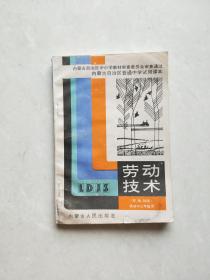 内蒙古自治区中小学教材审查委员会审查通过
内蒙古自治区普通中学试用课本
劳动
技术
LDJS
内蒙古人民出版社